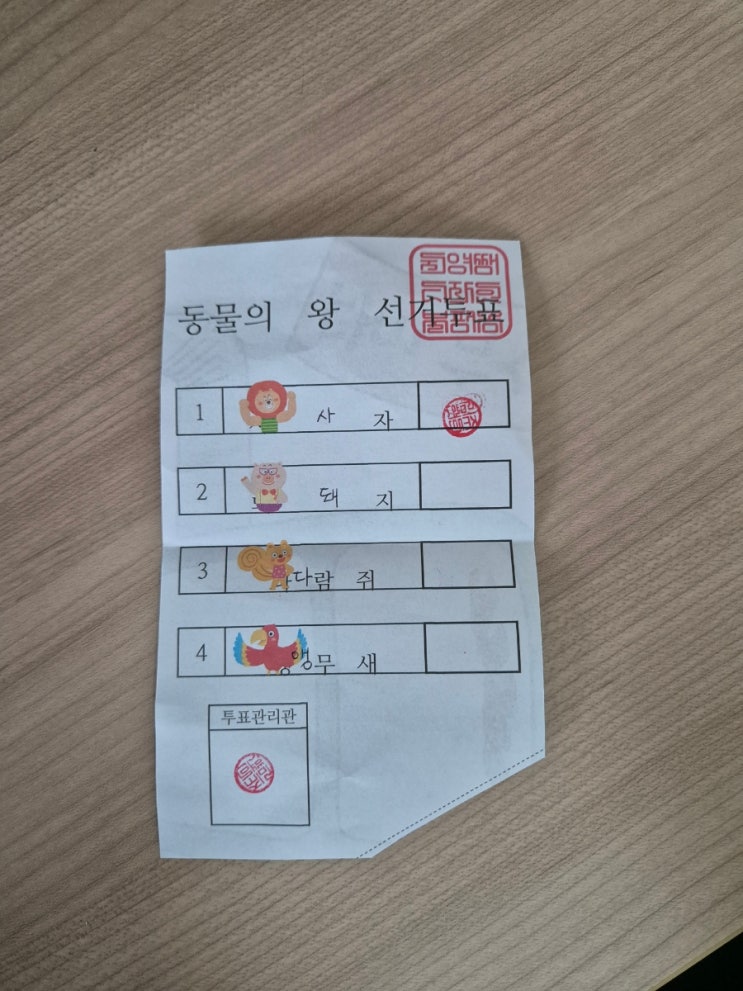 동물의 왕 선거투표
1 사 자
2 돼 지
3 다람 쥐
4 앵무 새
투표관리관